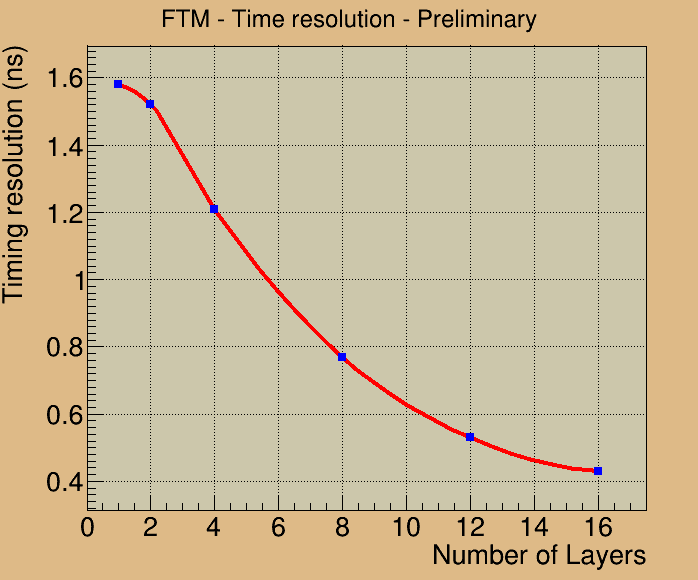 FTM - Time resolution - Preliminary
Timing resolution (ns)
1.6
1.4
1.2
1
0.8
0.6
0.4
0 2 4 6 8 10 12 14 16
Number of Layers